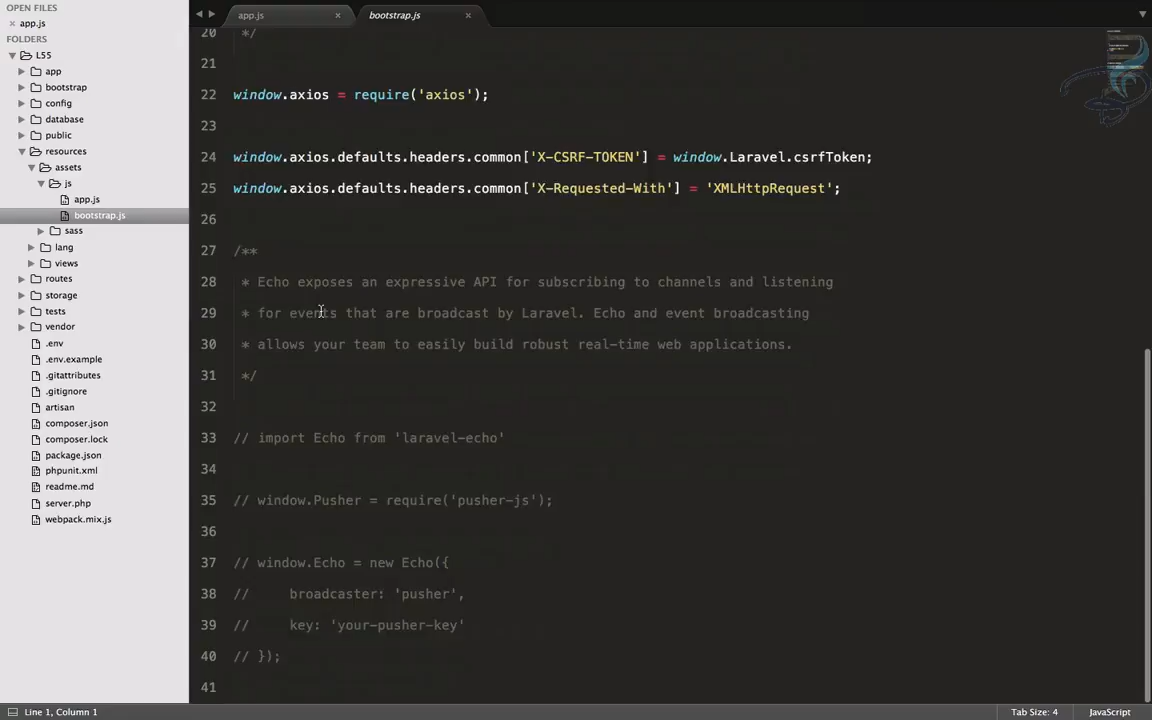 OPEN FILES
app.js
FOLDERS
L55
app
bootstrap
config
database
public
resources
assets
js
app.js
bootstrap.js
sass
lang
views
routes
storage
tests
vendor
.env
.env.example
.gitattributes
.gitignore
artisan
composer.json
composer.lock
package.json
phpunit.xml
readme.md
server.php
webpack.mix.js
app.js
bootstrap.js
20 */
21
22 window.axios = require('axios');
23
24 window.axios.defaults.headers.common['X-CSRF-TOKEN'] = window.Laravel.csrfToken;
25 window.axios.defaults.headers.common['X-Requested-With'] = 'XMLHttpRequest';
26
27 /**
28 * Echo exposes an expressive API for subscribing to channels and listening
29 * for events that are broadcast by Laravel. Echo and event broadcasting
30 * allows your team to easily build robust real-time web applications.
31 */
32
33 // import Echo from 'laravel-echo'
34
35 // window.Pusher = require('pusher-js');
36
37 // window.Echo = new Echo({
38 //     broadcaster: 'pusher',
39 //     key: 'your-pusher-key'
40 // });
41
Line 1, Column 1
Tab Size: 4
JavaScript